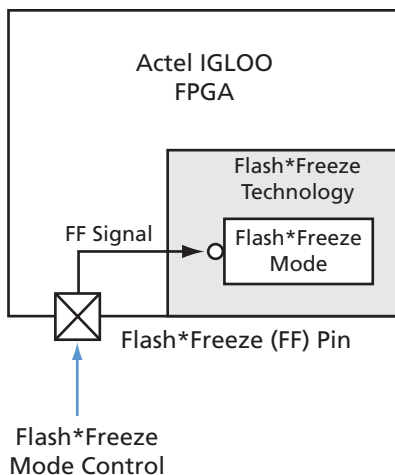 Actel IGLOO
FPGA
Flash*Freeze
Technology
FF Signal
Flash*Freeze
Mode
Flash*Freeze (FF) Pin
Flash*Freeze
Mode Control